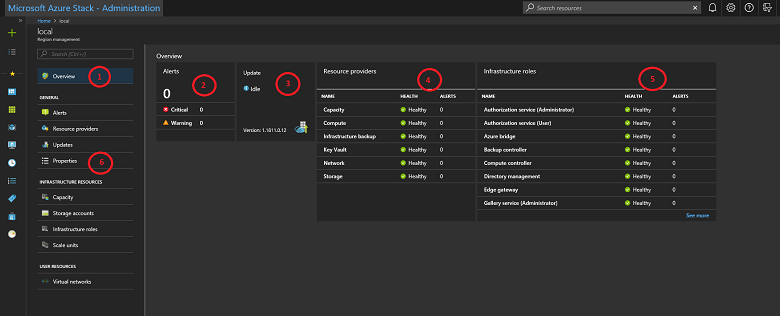 Microsoft Azure Stack - Administration
Search resources
Home > local
local
Region management
Search (Ctrl+/)
Overview
1
GENERAL
Alerts
Resource providers
Updates
Properties
6
INFRASTRUCTURE RESOURCES
Capacity
Storage accounts
Infrastructure roles
Scale units
USER RESOURCES
Virtual networks
Overview
Alerts
2
0
Critical 0
Warning 0
Update
3
Idle
Version: 1.1811.0.12
Resource providers
4
NAME HEALTH ALERTS
Capacity Healthy 0
Compute Healthy 0
Infrastructure backup Healthy 0
Key Vault Healthy 0
Network Healthy 0
Storage Healthy 0
Infrastructure roles
5
NAME HEALTH ALERTS
Authorization service (Administrator) Healthy 0
Authorization service (User) Healthy 0
Azure bridge Healthy 0
Backup controller Healthy 0
Compute controller Healthy 0
Directory management Healthy 0
Edge gateway Healthy 0
Gallery service (Administrator) Healthy 0
See more